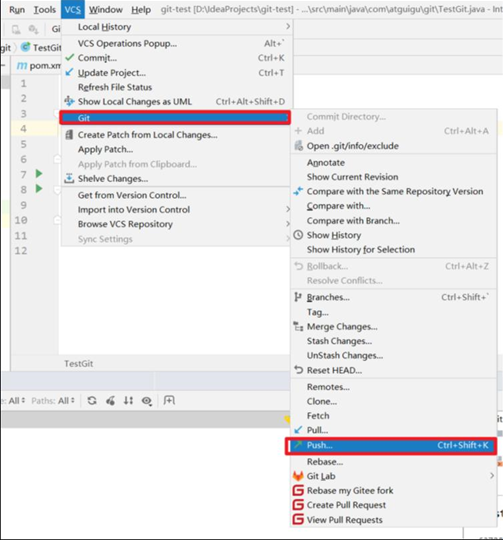 Run Tools VCS Window Help git-test [D:\IdeaProjects\git-test] - ...\src\main\java\com\atguigu\git\TestGit.java - Int
Local History
git TestGit
VCS Operations Popup... Alt+`
pom.xm
Commit... Ctrl+K
Update Project... Ctrl+T
1
Refresh File Status
2
Show Local Changes as UML Ctrl+Alt+Shift+D
3
Git
4
Create Patch from Local Changes...
5
Apply Patch...
6
Apply Patch from Clipboard...
7
Shelve Changes...
8
Get from Version Control...
9
Import into Version Control
10
Browse VCS Repository
11
Sync Settings
12
Commit Directory...
Add Ctrl+Alt+A
Open .git/info/exclude
Annotate
Show Current Revision
Compare with the Same Repository Version
Compare with...
Compare with Branch...
Show History
Show History for Selection
Rollback... Ctrl+Alt+Z
Resolve Conflicts...
Branches... Ctrl+Shift+`
Tag...
Merge Changes...
Stash Changes...
UnStash Changes...
Reset HEAD...
TestGit
Remotes...
Clone...
All Paths: All
Fetch
Pull...
Push... Ctrl+Shift+K
Rebase...
Git Lab
Rebase my Gitee fork
Create Pull Request
View Pull Requests